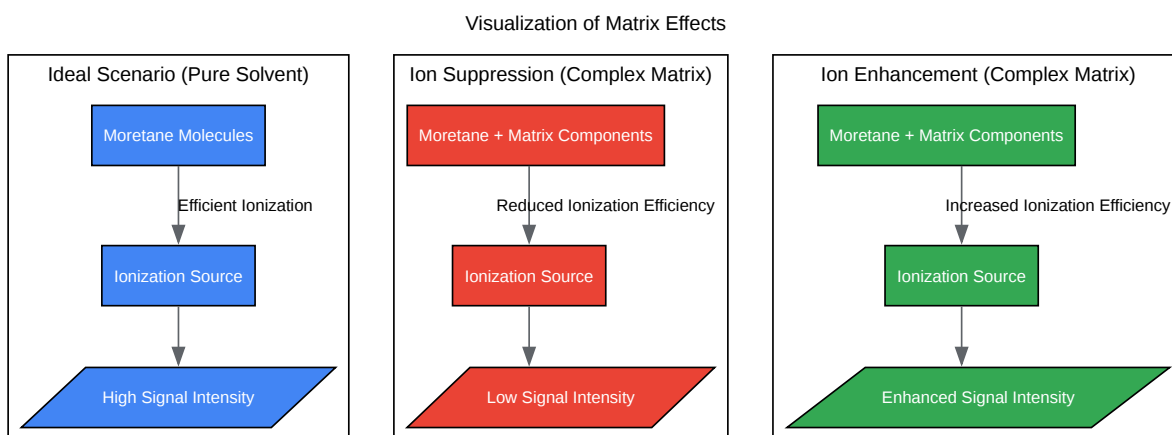 Visualization of Matrix Effects
Ideal Scenario (Pure Solvent)
Moretane Molecules
Efficient Ionization
Ionization Source
High Signal Intensity
Ion Suppression (Complex Matrix)
Moretane + Matrix Components
Reduced Ionization Efficiency
Ionization Source
Low Signal Intensity
Ion Enhancement (Complex Matrix)
Moretane + Matrix Components
Increased Ionization Efficiency
Ionization Source
Enhanced Signal Intensity